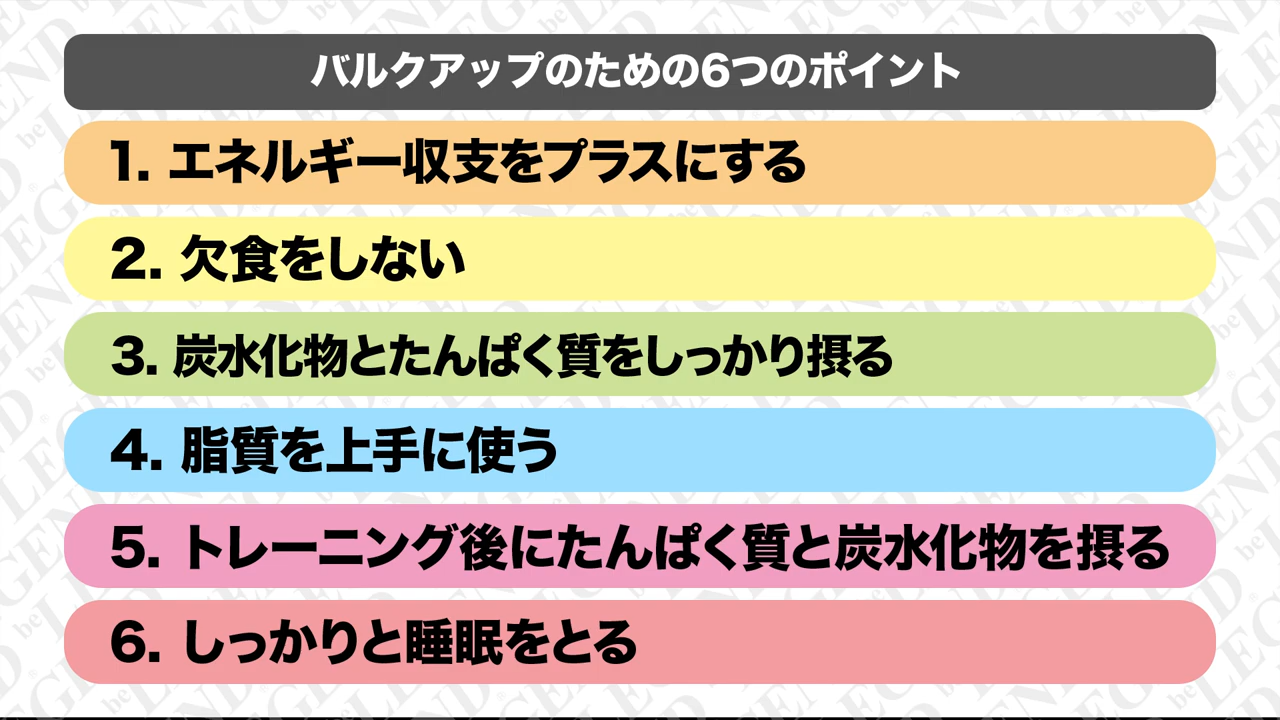 バルクアップのための6つのポイント
1. エネルギー収支をプラスにする
2. 欠食をしない
3. 炭水化物とたんぱく質をしっかり摂る
4. 脂質を上手に使う
5. トレーニング後にたんぱく質と炭水化物を摂る
6. しっかりと睡眠をとる